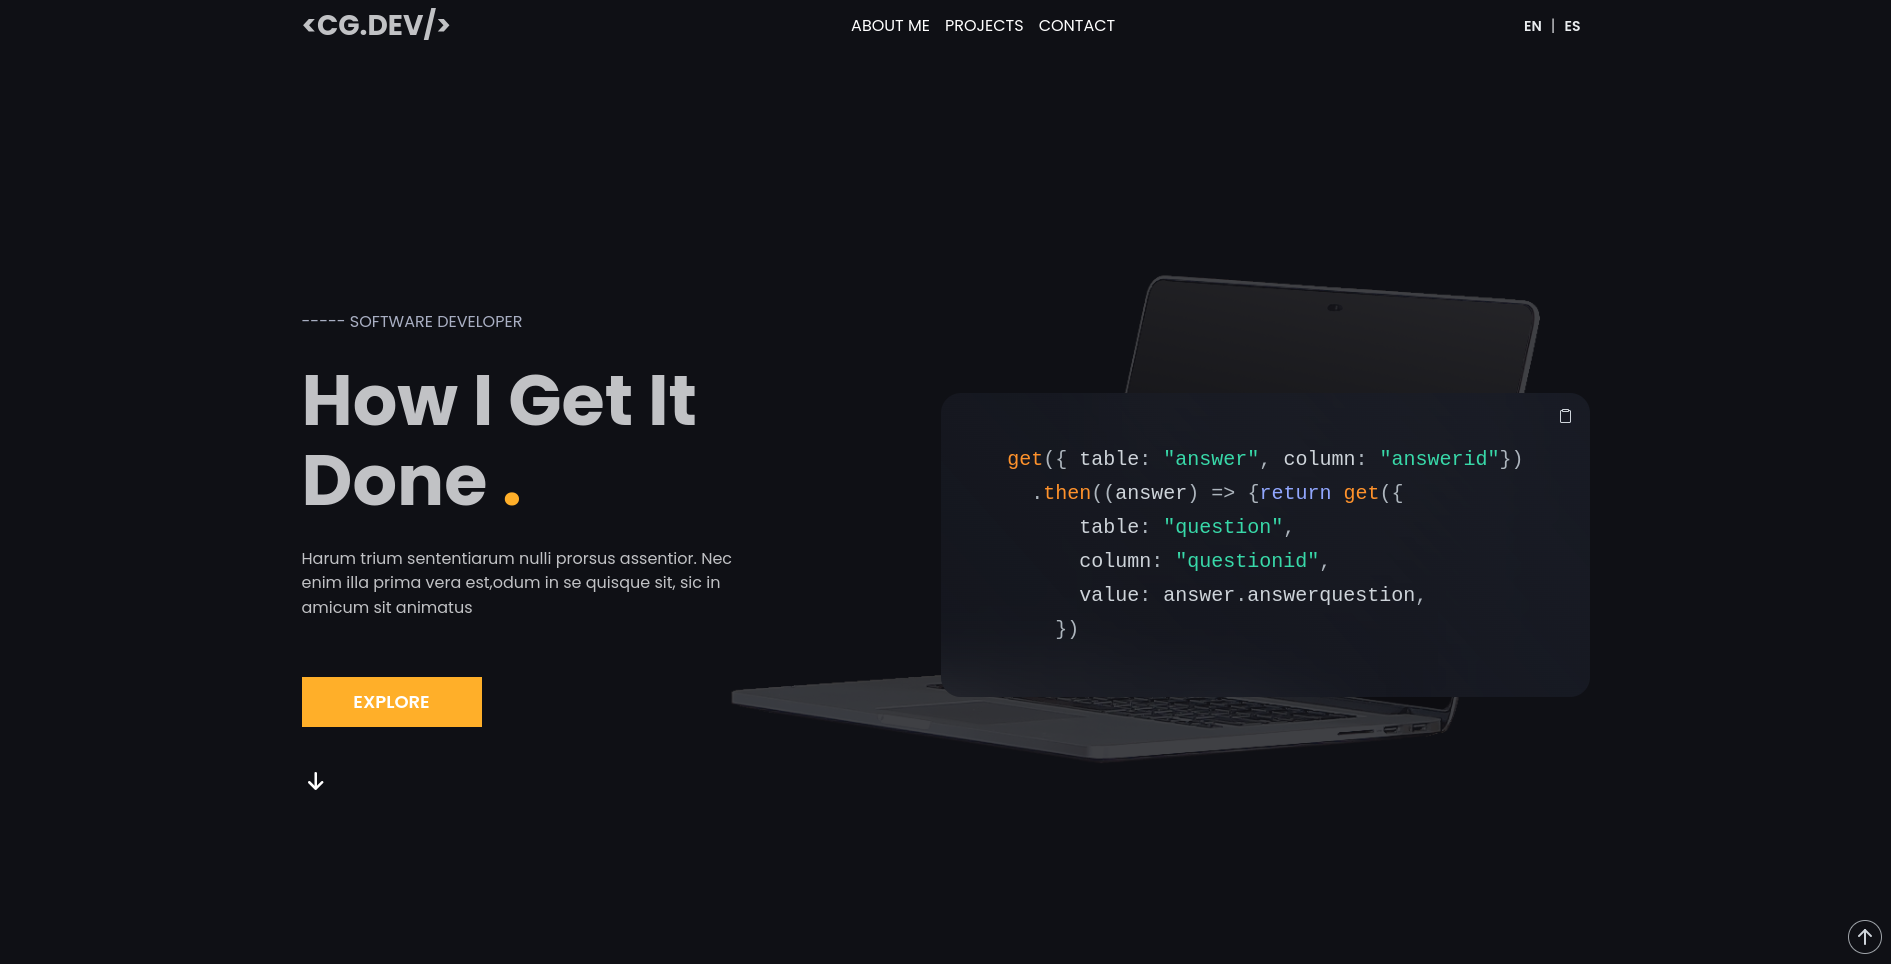 <CG.DEV/>
ABOUT ME PROJECTS CONTACT
EN | ES
----- SOFTWARE DEVELOPER
How I Get It
Done .
Harum trium sententiarum nulli prorsus assentior. Nec
enim illa prima vera est,odum in se quisque sit, sic in
amicum sit animatus
EXPLORE
get({ table: "answer", column: "answerid"})
  .then((answer) => {return get({
      table: "question",
      column: "questionid",
      value: answer.answerquestion,
    })